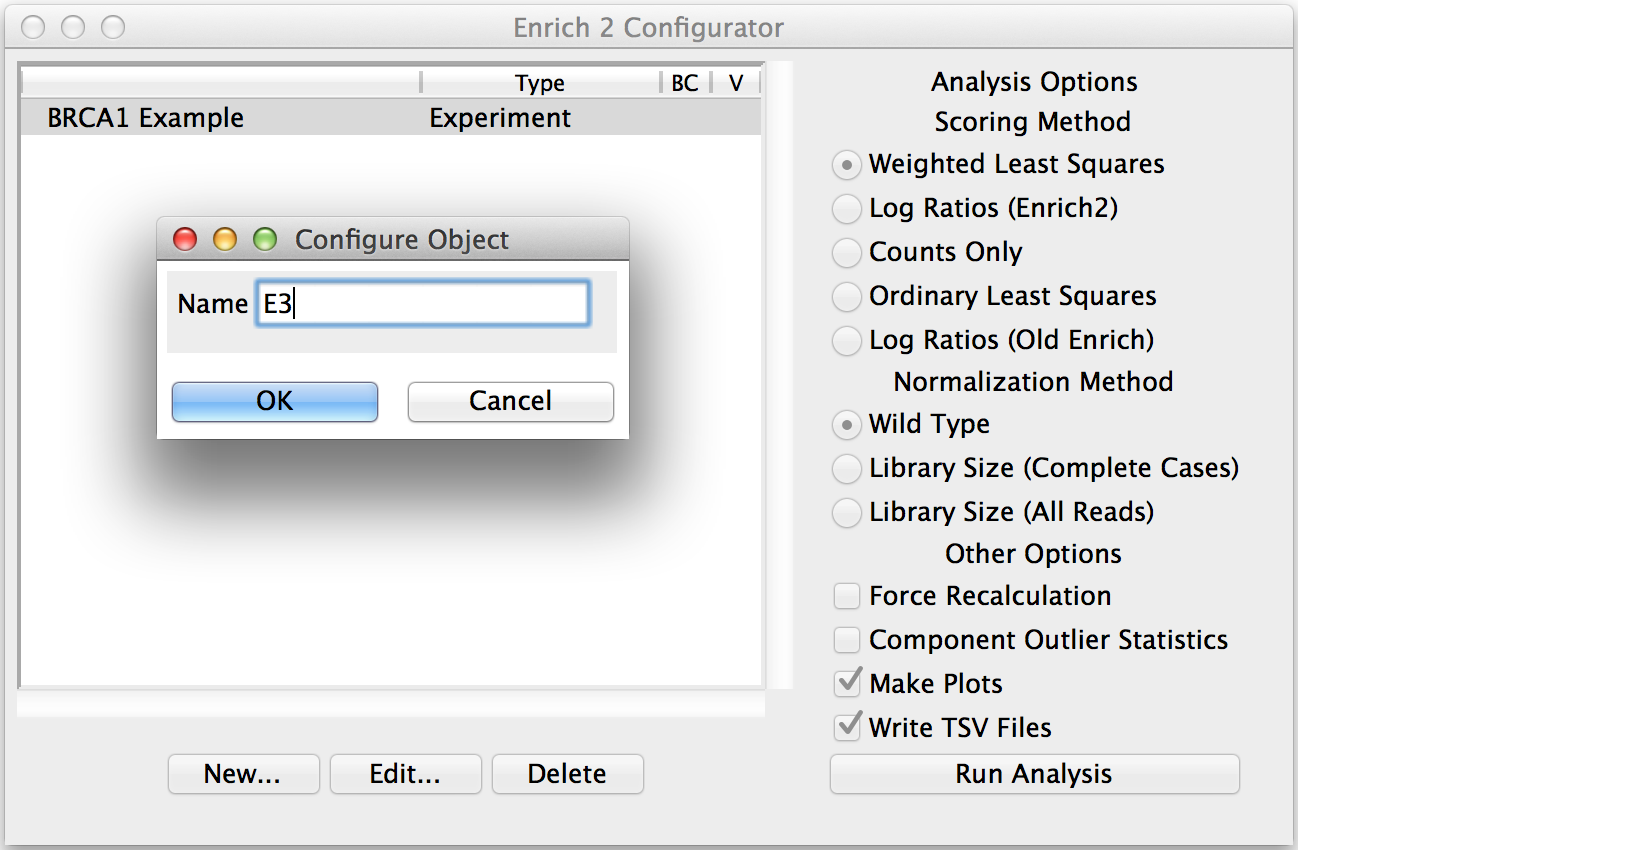 Enrich 2 Configurator
Type BC V
BRCA1 Example Experiment
Configure Object
Name E3
OK Cancel
New... Edit... Delete
Analysis Options
Scoring Method
Weighted Least Squares
Log Ratios (Enrich2)
Counts Only
Ordinary Least Squares
Log Ratios (Old Enrich)
Normalization Method
Wild Type
Library Size (Complete Cases)
Library Size (All Reads)
Other Options
Force Recalculation
Component Outlier Statistics
Make Plots
Write TSV Files
Run Analysis